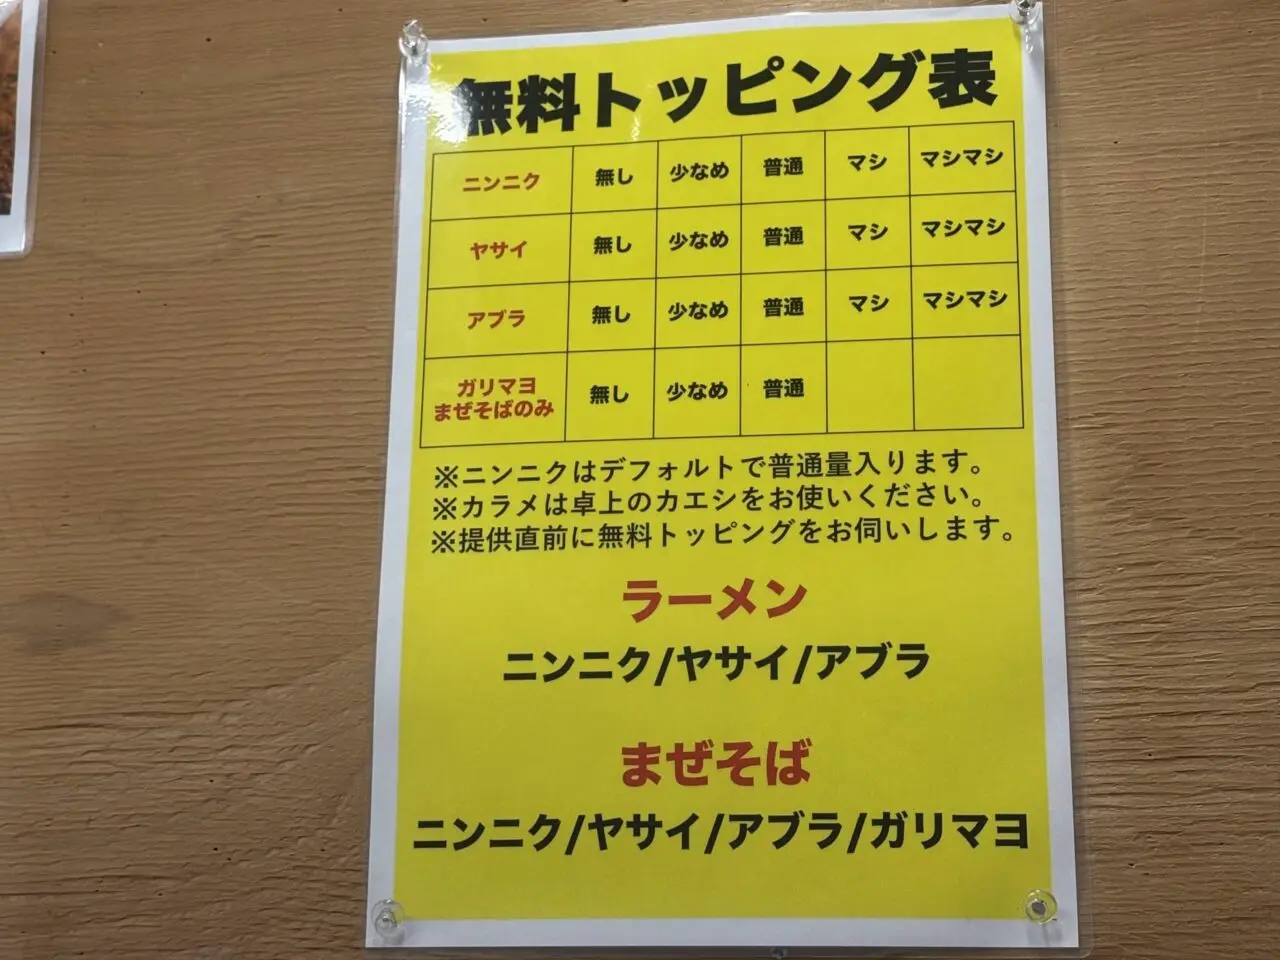 無料トッピング表
ニンニク 無し 少なめ 普通 マシ マシマシ
ヤサイ 無し 少なめ 普通 マシ マシマシ
アブラ 無し 少なめ 普通 マシ マシマシ
ガリマヨ
まぜそばのみ 無し 少なめ 普通
※ニンニクはデフォルトで普通量入ります。
※カラメは卓上のカエシをお使いください。
※提供直前に無料トッピングをお伺いします。
ラーメン
ニンニク/ヤサイ/アブラ
まぜそば
ニンニク/ヤサイ/アブラ/ガリマヨ